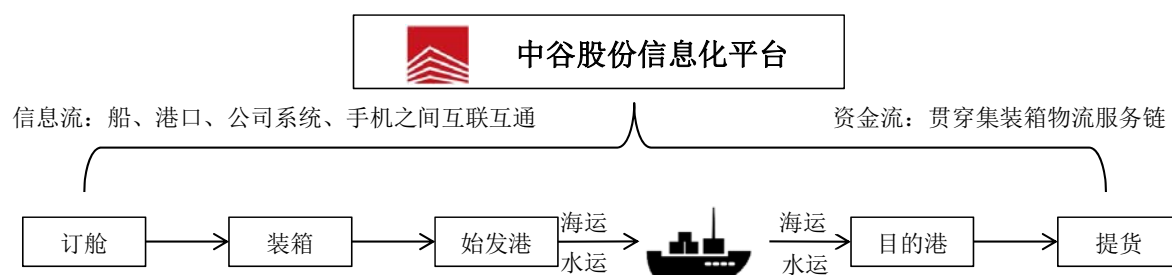 中谷股份信息化平台
信息流：船、港口、公司系统、手机之间互联互通
资金流：贯穿集装箱物流服务链
订舱
装箱
始发港
海运
水运
海运
水运
目的港
提货